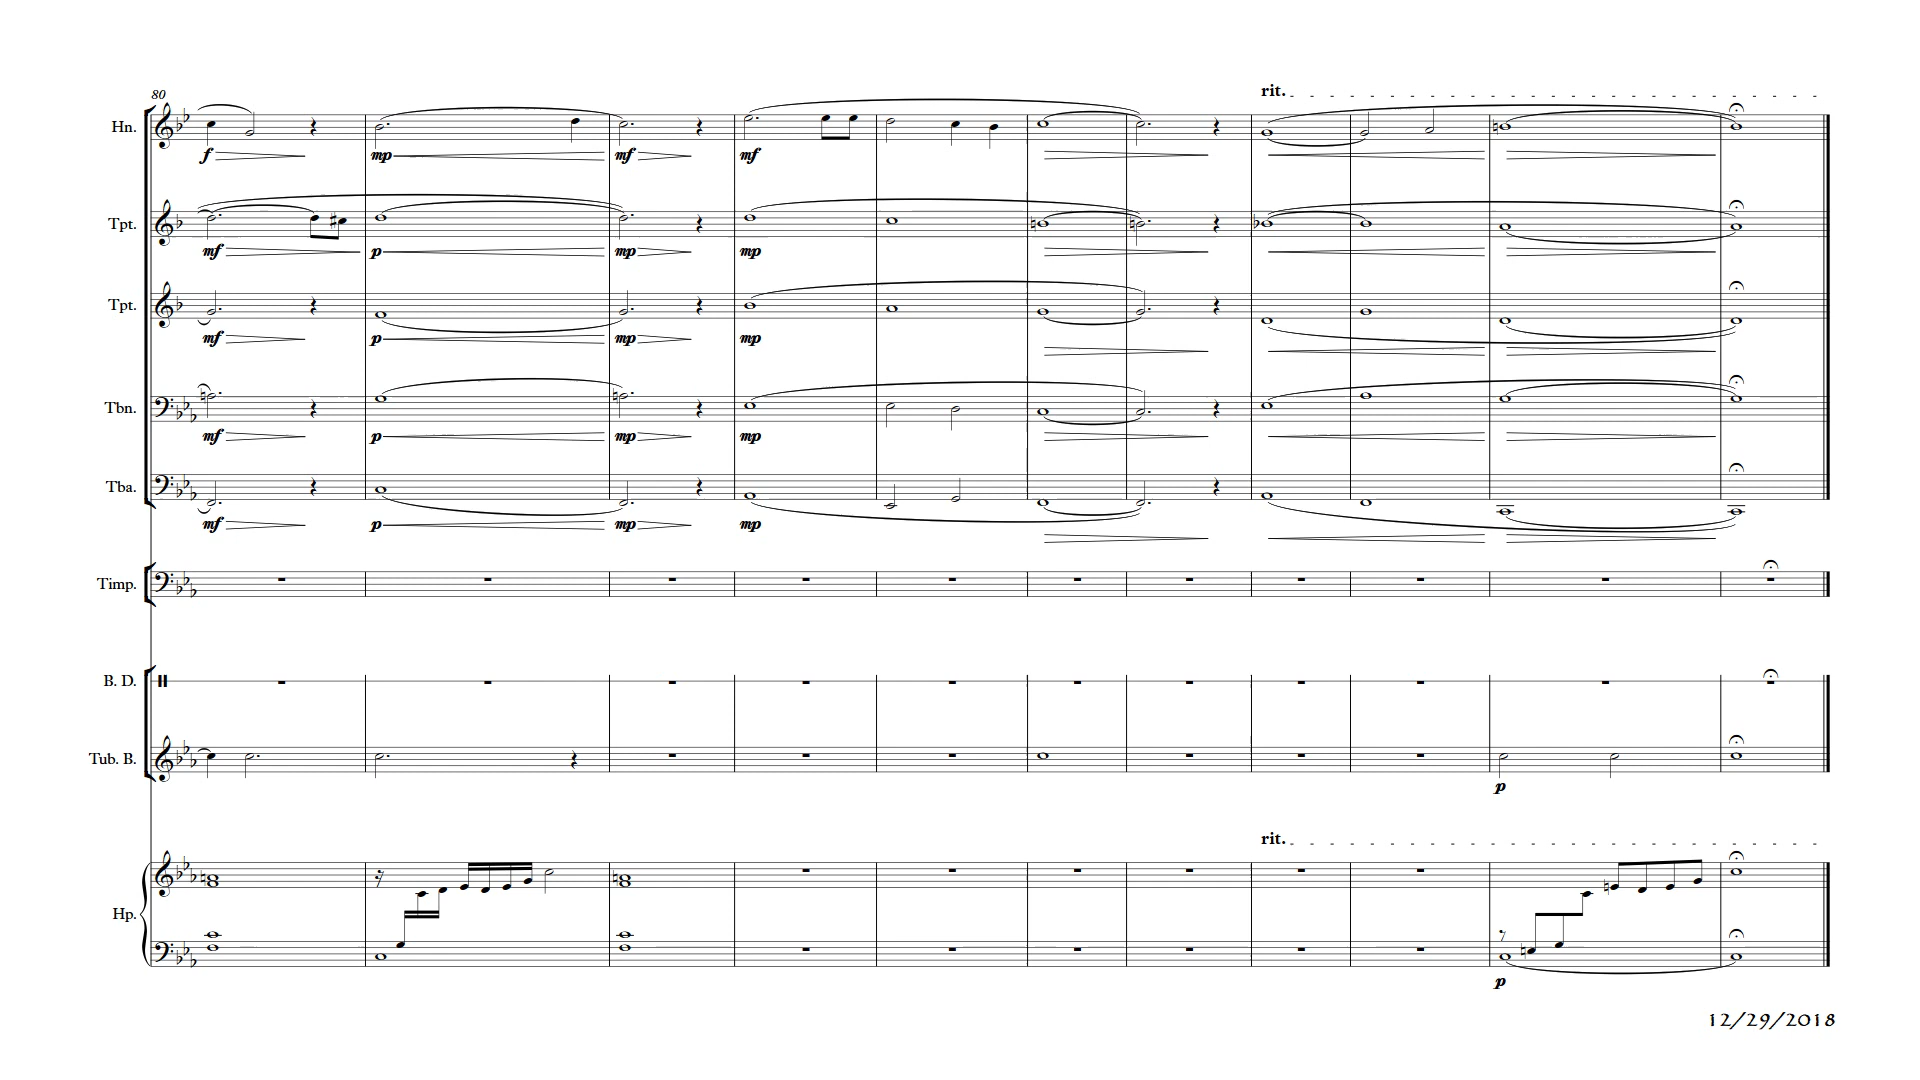 80
rit.
Hn.
f mp mf mf
Tpt.
mf p mp mp
Tpt.
mf p mp mp
Tbn.
mf p mp mp
Tba.
mf p mp mp
Timp.
B. D.
Tub. B.
p
rit.
Hp.
p
12/29/2018